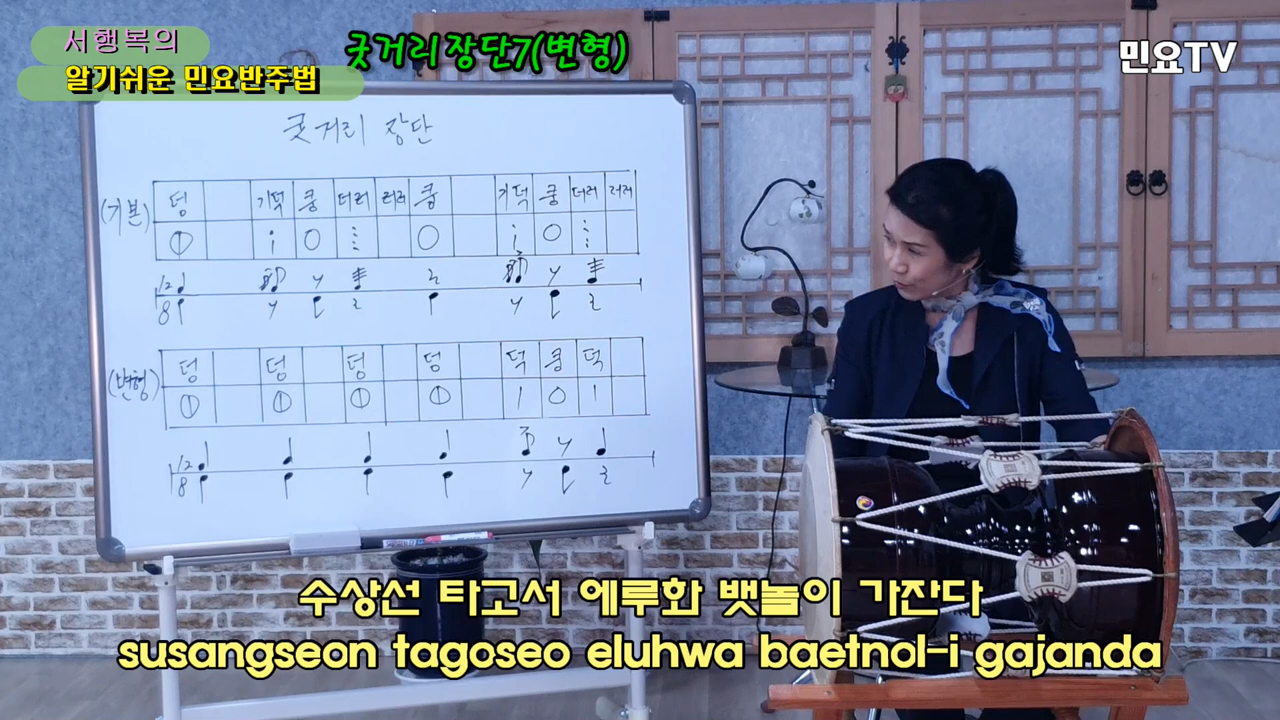 서행복의
알기쉬운 민요반주법
굿거리장단7(변형)
민요TV
굿거리 장단
(기본) 덩 기덕 쿵 더러 러러 쿵 기덕 쿵 더러 러러
12
8
(변형) 덩 덩 덩 덩 덕 쿵 덕
12
8
수상선 타고서 에루화 뱃놀이 가잔다
susangseon tagoseo eluhwa baetnol-i gajanda